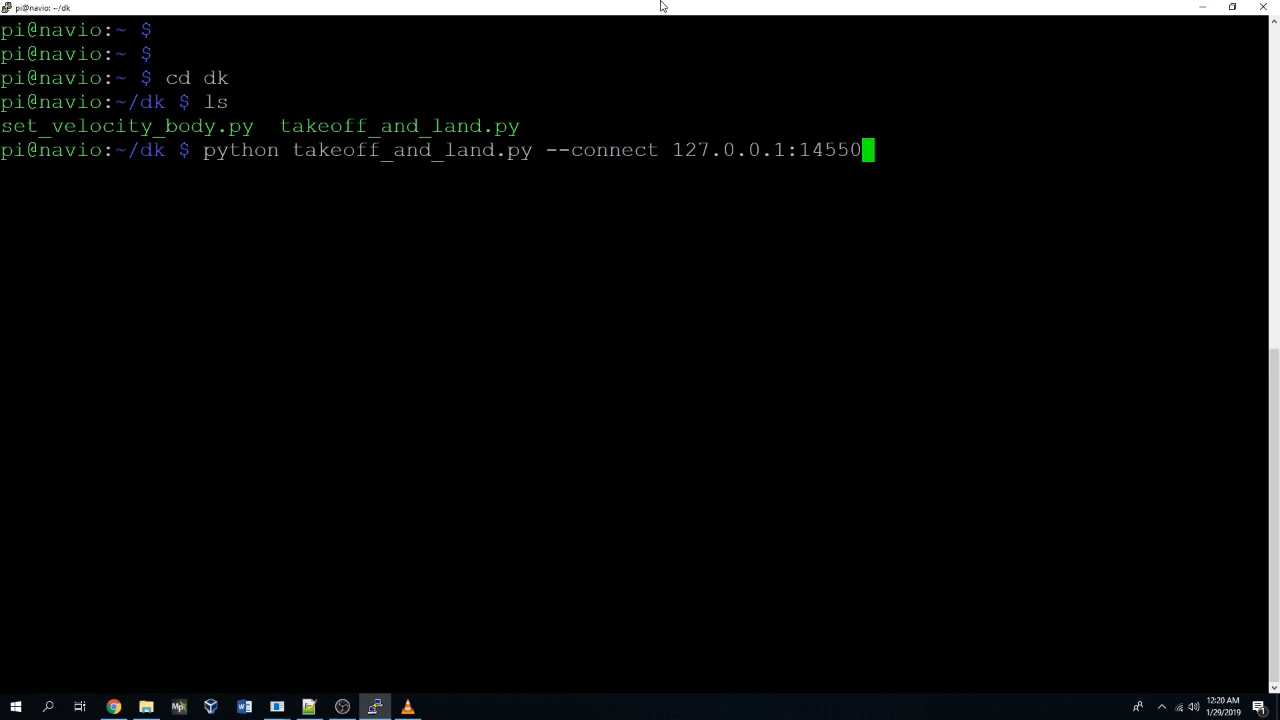 pi@navio: ~/dk
pi@navio:~ $
pi@navio:~ $
pi@navio:~ $ cd dk
pi@navio:~/dk $ ls
set_velocity_body.py  takeoff_and_land.py
pi@navio:~/dk $ python takeoff_and_land.py --connect 127.0.0.1:14550
Mp
12:20 AM
1/29/2019